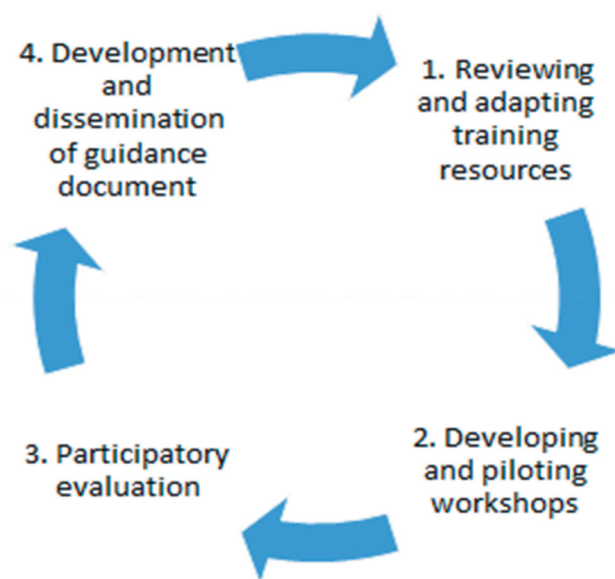 4. Development
and
dissemination
of guidance
document
1. Reviewing
and adapting
training
resources
2. Developing
and piloting
workshops
3. Participatory
evaluation